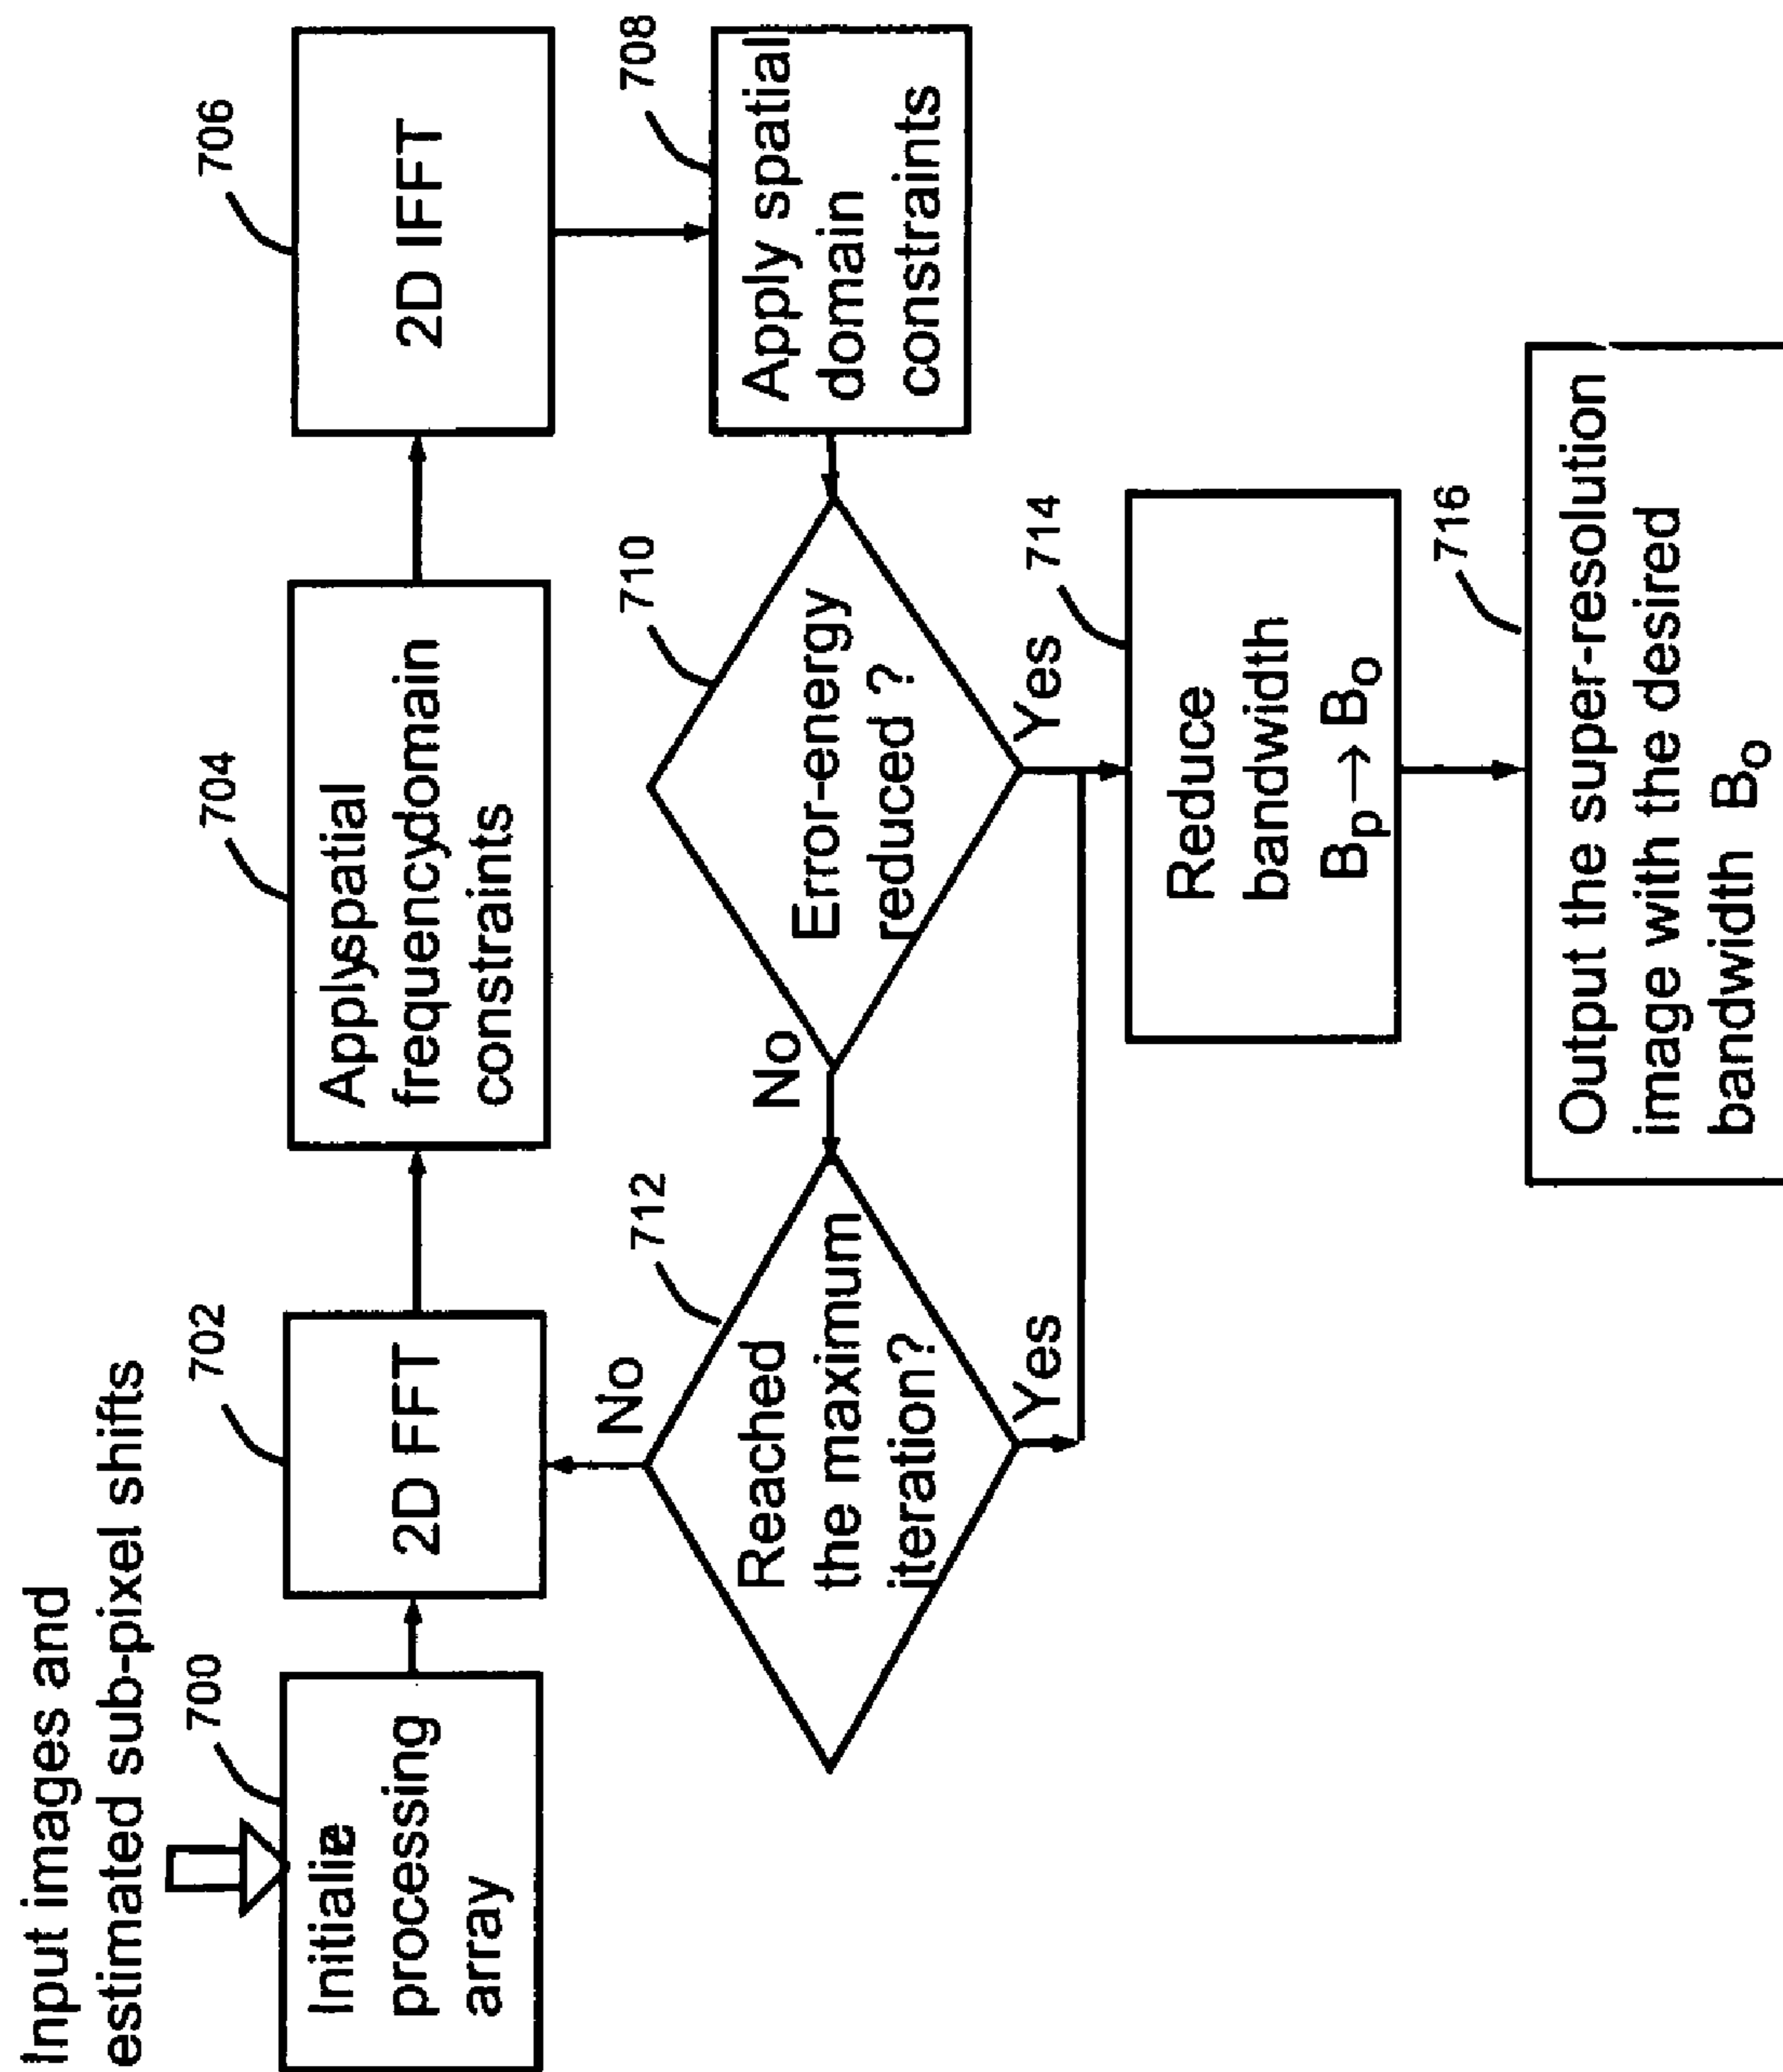 Input images and
estimated sub-pixel shifts
700
Initialie
processing
array
702
2D FFT
704
Applyspatial
frequencydomain
constraints
706
2D IFFT
708
Apply spatial
domain
constraints
710
Error-energy
reduced ?
No
Yes
712
Reached
the maximum
iteration?
No
Yes
714
Reduce
bandwidth
Bp→Bo
716
Output the super-resolution
image with the desired
bandwidth Bo